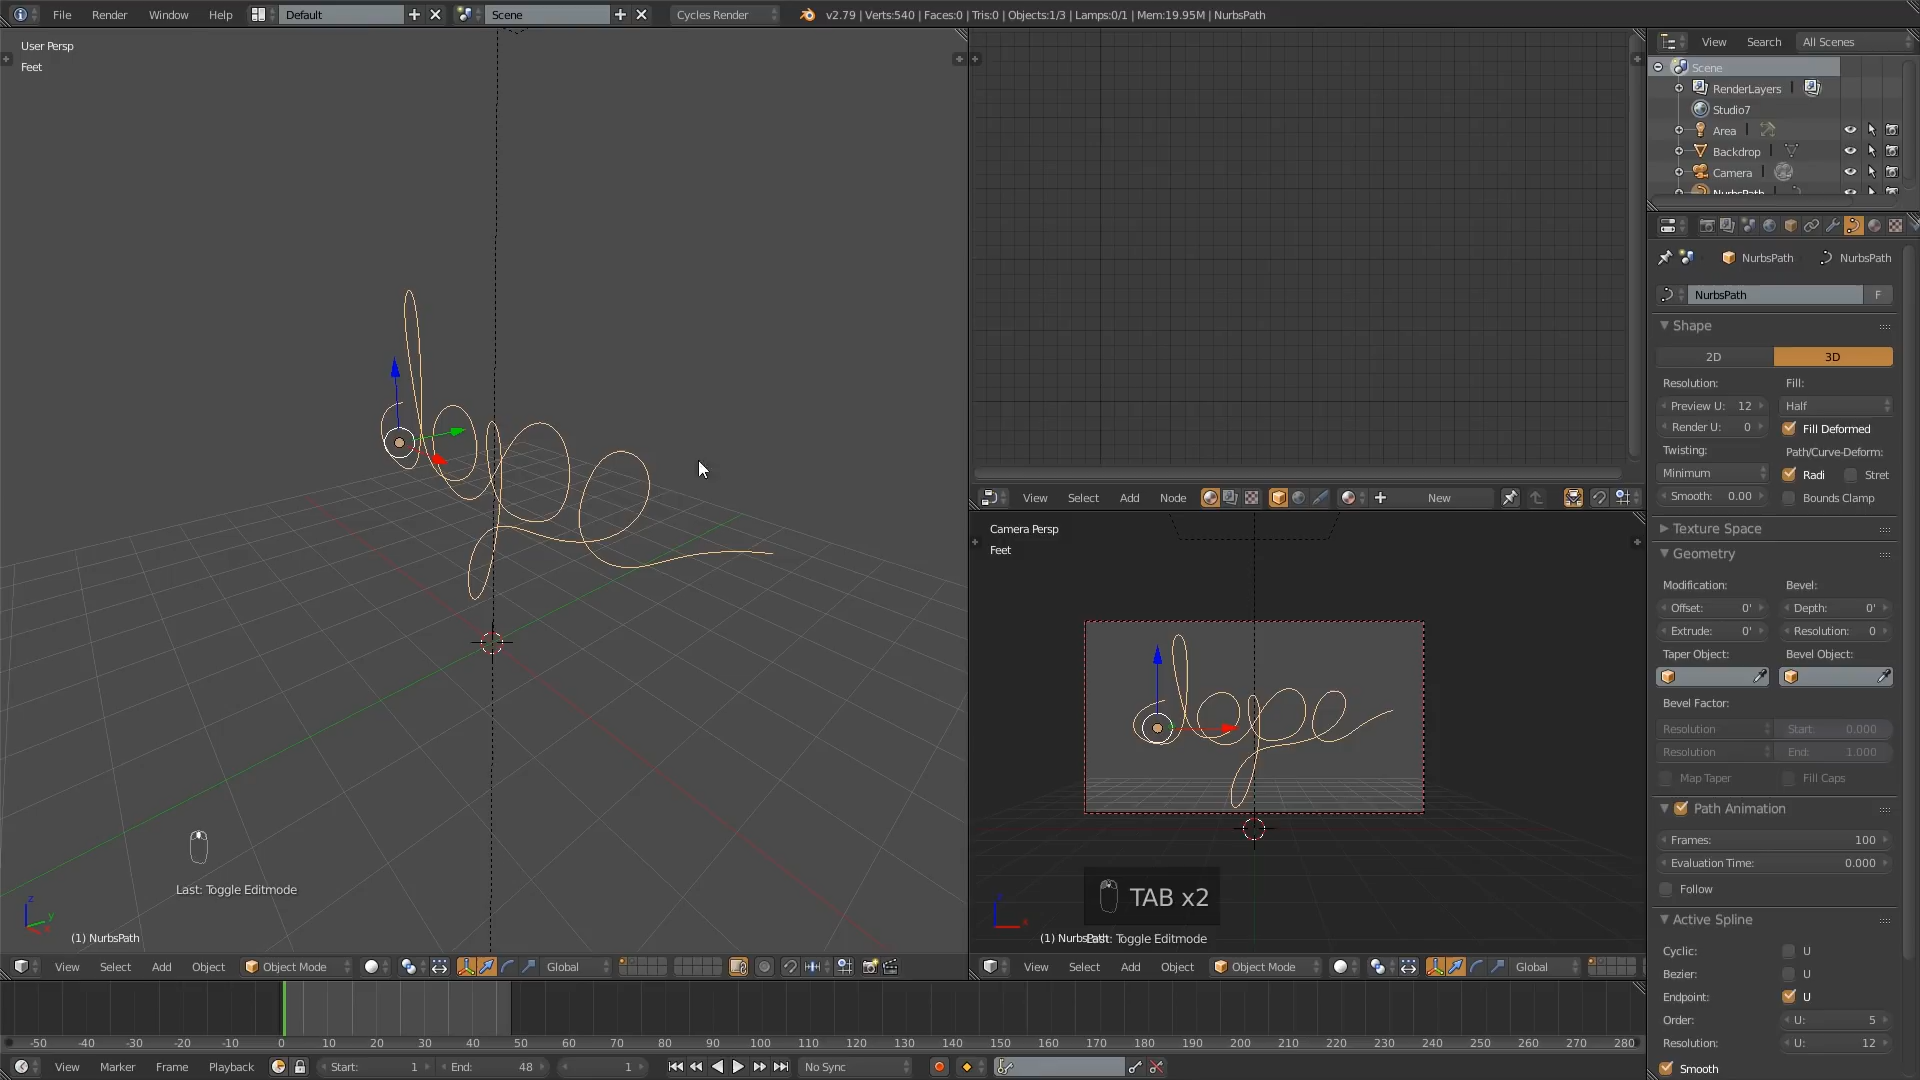 File Render Window Help Default Scene Cycles Render v2.79 | Verts:540 | Faces:0 | Tris:0 | Objects:1/3 | Lamps:0/1 | Mem:19.95M | NurbsPath
User Persp
Feet
dope
Last: Toggle Editmode
(1) NurbsPath
View Select Add Object Object Mode Global
View Select Add Node New
Camera Persp
Feet
dope
TAB x2
Last: Toggle Editmode
View Select Add Object Object Mode Global
View Search All Scenes
Scene
RenderLayers
Studio7
Area
Backdrop
Camera
NurbsPath
NurbsPath NurbsPath
NurbsPath F
Shape
2D 3D
Resolution: Fill:
Preview U: 12 Half
Render U: 0 Fill Deformed
Twisting: Path/Curve-Deform:
Minimum Radi Stret
Smooth: 0.00 Bounds Clamp
Texture Space
Geometry
Modification: Bevel:
Offset: 0' Depth: 0'
Extrude: 0' Resolution: 0
Taper Object: Bevel Object:
Bevel Factor:
Resolution Start: 0.000
Resolution End: 1.000
Map Taper Fill Caps
Path Animation
Frames: 100
Evaluation Time: 0.000
Follow
Active Spline
Cyclic: U
Bezier: U
Endpoint: U
Order: U: 5
Resolution: U: 12
Smooth
-50 -40 -30 -20 -10 0 10 20 30 40 50 60 70 80 90 100 110 120 130 140 150 160 170 180 190 200 210 220 230 240 250 260 270 280
View Marker Frame Playback Start: 1 End: 48 1 No Sync